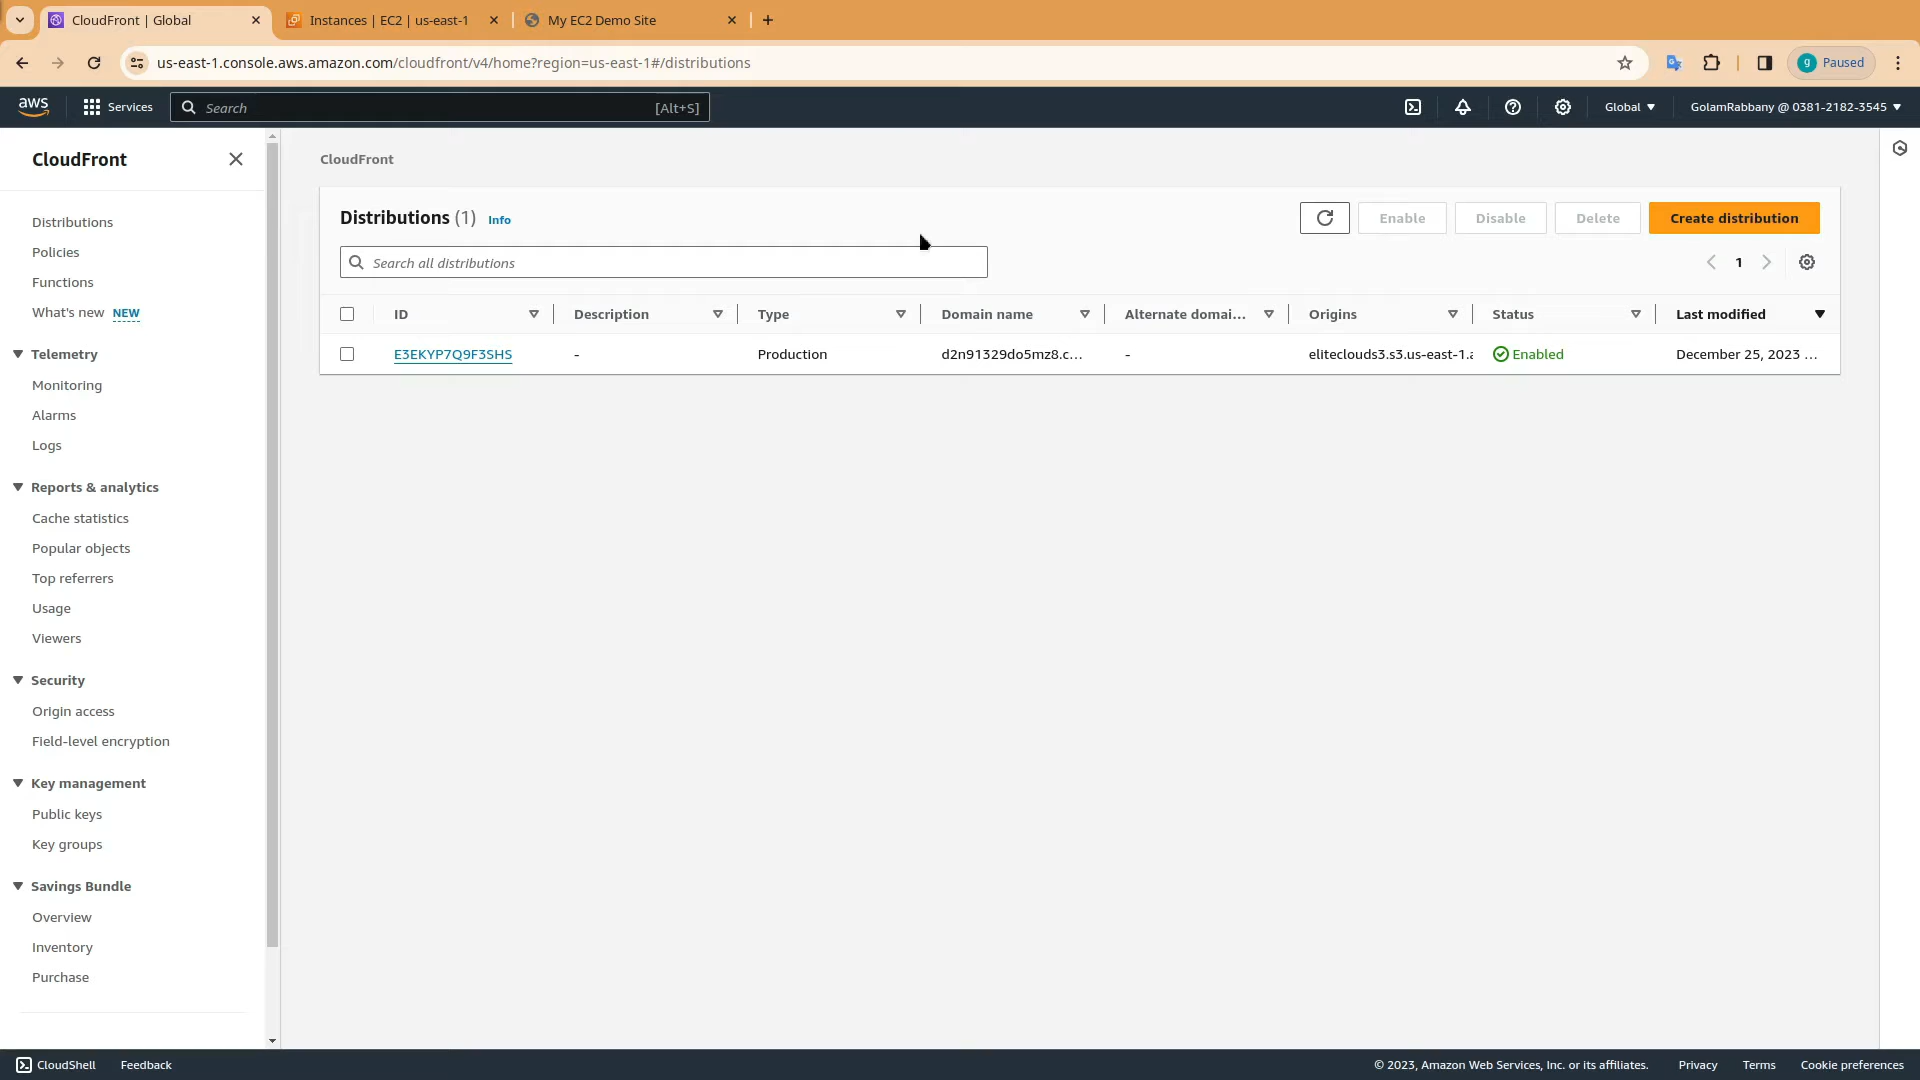 CloudFront | Global
Instances | EC2 | us-east-1
My EC2 Demo Site
us-east-1.console.aws.amazon.com/cloudfront/v4/home?region=us-east-1#/distributions
g Paused
aws
Services
Search [Alt+S]
Global
GolamRabbany @ 0381-2182-3545
CloudFront
Distributions
Policies
Functions
What's new NEW
Telemetry
Monitoring
Alarms
Logs
Reports & analytics
Cache statistics
Popular objects
Top referrers
Usage
Viewers
Security
Origin access
Field-level encryption
Key management
Public keys
Key groups
Savings Bundle
Overview
Inventory
Purchase
CloudFront
Distributions (1) Info
Enable
Disable
Delete
Create distribution
Search all distributions
1
ID Description Type Domain name Alternate domai... Origins Status Last modified
E3EKYP7Q9F3SHS - Production d2n91329do5mz8.c... - eliteclouds3.s3.us-east-1.a Enabled December 25, 2023 ...
CloudShell
Feedback
© 2023, Amazon Web Services, Inc. or its affiliates.
Privacy
Terms
Cookie preferences